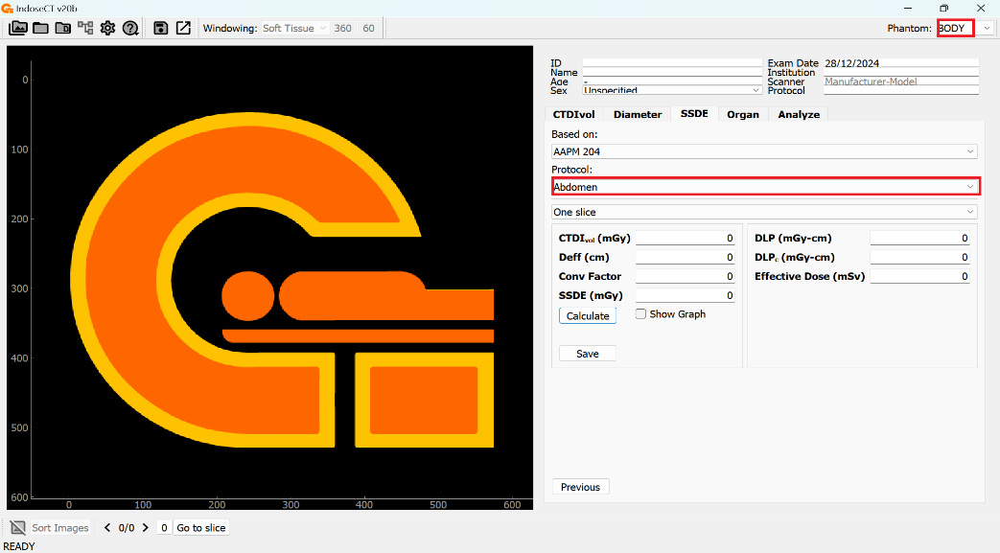 IndoseCT v20b
Windowing: Soft Tissue 360 60 Phantom: BODY
ID Exam Date 28/12/2024
Name Institution
Age - Scanner Manufacturer-Model
Sex Unspecified Protocol
CTDIvol Diameter SSDE Organ Analyze
Based on:
AAPM 204
Protocol:
Abdomen
One slice
CTDIvol (mGy) 0 DLP (mGy-cm) 0
Deff (cm) 0 DLPc (mGy-cm) 0
Conv Factor 0 Effective Dose (mSv) 0
SSDE (mGy) 0
Calculate Show Graph
Save
Previous
0
100
200
300
400
500
600
0 100 200 300 400 500 600
Sort Images < 0/0 > 0 Go to slice
READY